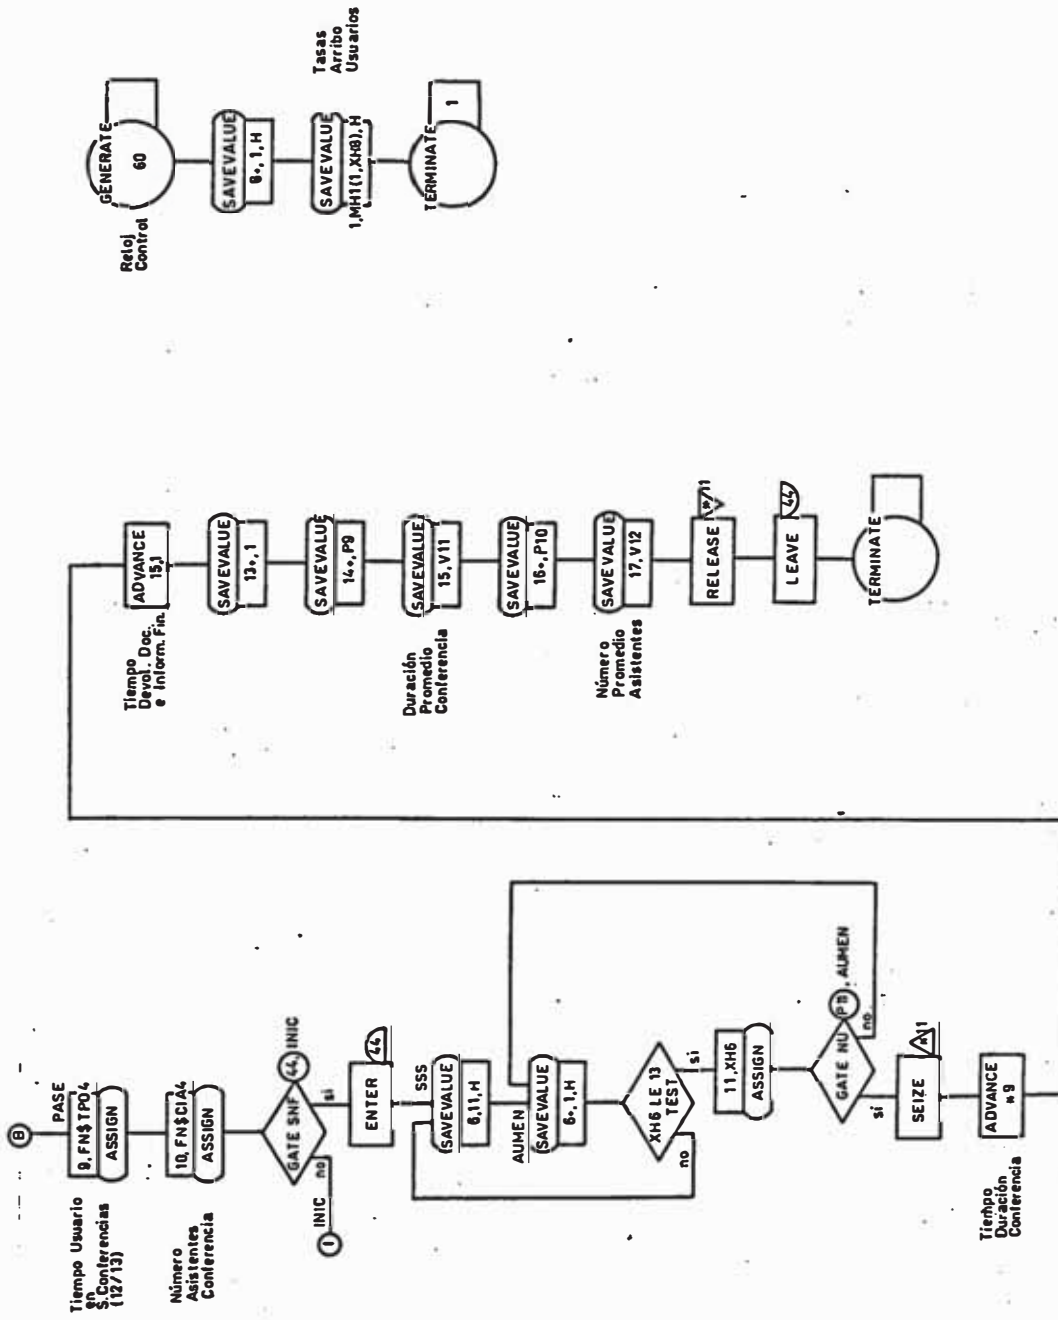 B
PASE
Tiempo Usuario
en
S.Conferencias
(12/13)
9, FN$ TPO4
ASSIGN
Número
Asistentes
Conferencia
10, FN$CIA4
ASSIGN
GATE SNF
44, INIC
no
si
I
INIC
ENTER
44
SSS
SAVEVALUE
6,11,H
AUMEN
SAVEVALUE
6+,1,H
XH6 LE 13
TEST
no
si
11,XH6
ASSIGN
GATE NU
P11, AUMEN
no
si
SEIZE
*11
Tiempo
Duración
Conferencia
ADVANCE
*9
Tiempo
Devol. Doc.
e Inform. Fin.
ADVANCE
15,1
SAVEVALUE
13+,1
SAVEVALUE
14+,P9
Duración
Promedio
Conferencia
SAVEVALUE
15,V11
SAVEVALUE
16+,P10
Número
Promedio
Asistentes
SAVEVALUE
17,V12
RELEASE
*11
LEAVE
44
TERMINATE
Reloj
Control
GENERATE
60
SAVEVALUE
8+,1,H
Tasas
Arribo
Usuarios
SAVEVALUE
1,MH1(1,XH8),H
TERMINATE
1